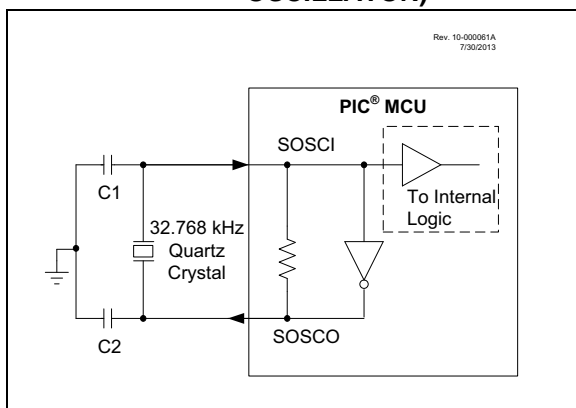 Rev. 10-000061A
7/30/2013
PIC® MCU
SOSCI
C1
To Internal
Logic
32.768 kHz
Quartz
Crystal
C2
SOSCO